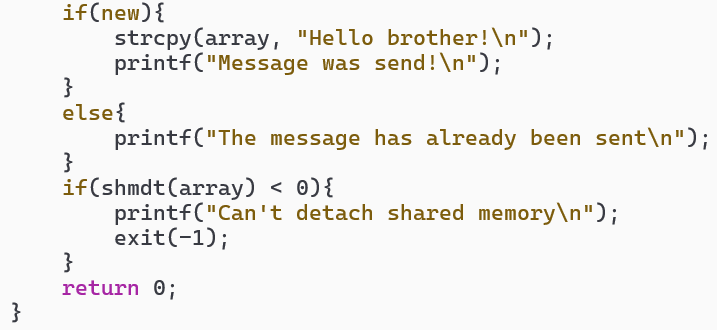 if(new){
strcpy(array, "Hello brother!\n");
printf("Message was send!\n");
}
else{
printf("The message has already been sent\n");
}
if(shmdt(array) < 0){
printf("Can't detach shared memory\n");
exit(-1);
}
return 0;
}